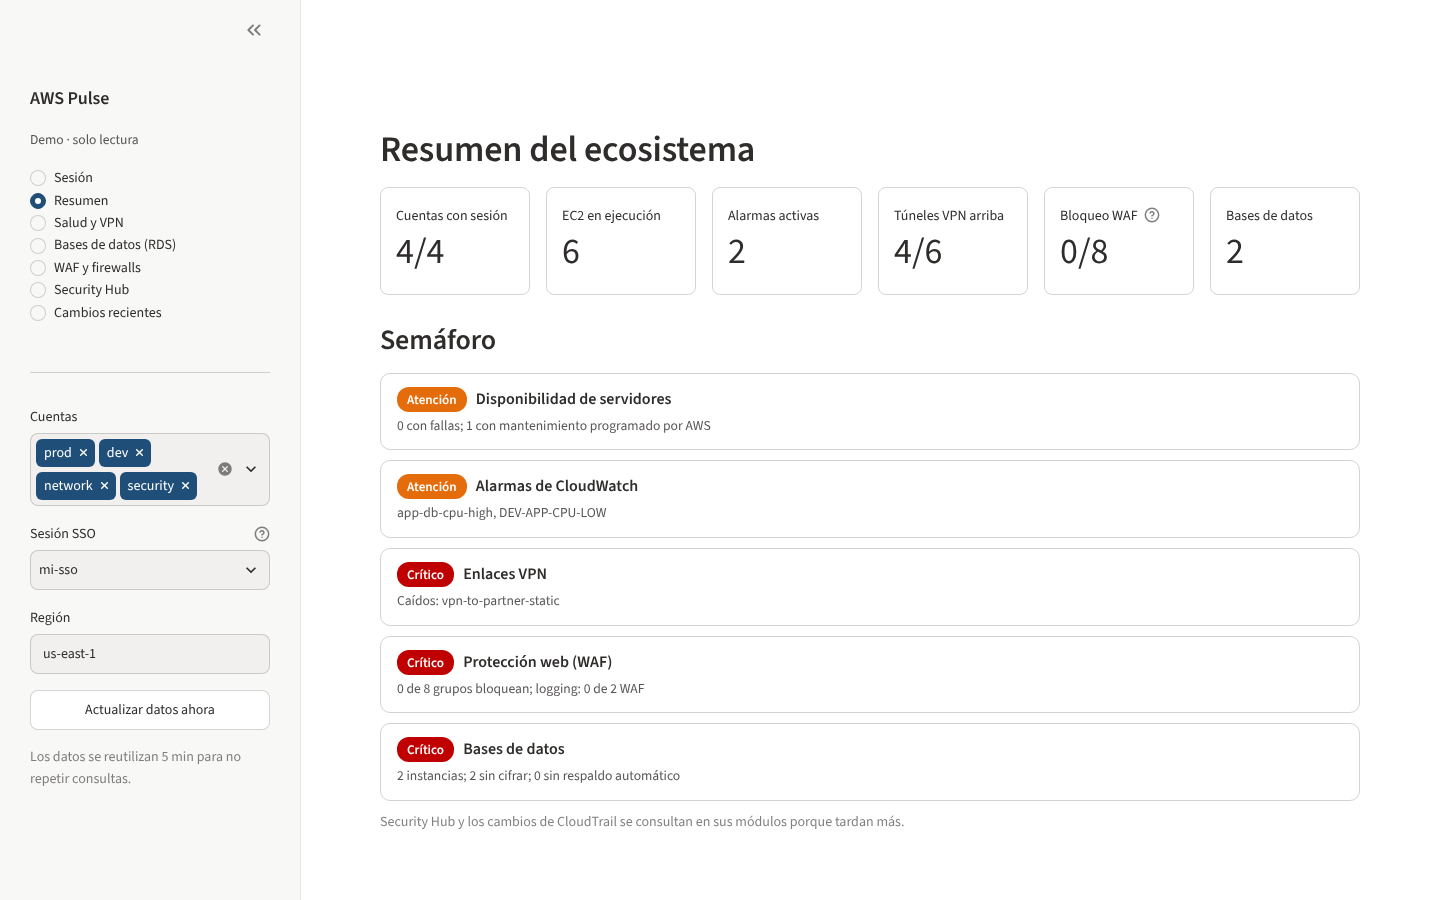 AWS Pulse
Demo · solo lectura
Sesión
Resumen
Salud y VPN
Bases de datos (RDS)
WAF y firewalls
Security Hub
Cambios recientes
Cuentas
prod
dev
network
security
Sesión SSO
mi-sso
Región
us-east-1
Actualizar datos ahora
Los datos se reutilizan 5 min para no
repetir consultas.
Resumen del ecosistema
Cuentas con sesión
4/4
EC2 en ejecución
6
Alarmas activas
2
Túneles VPN arriba
4/6
Bloqueo WAF
0/8
Bases de datos
2
Semáforo
Atención Disponibilidad de servidores
0 con fallas; 1 con mantenimiento programado por AWS
Atención Alarmas de CloudWatch
app-db-cpu-high, DEV-APP-CPU-LOW
Crítico Enlaces VPN
Caídos: vpn-to-partner-static
Crítico Protección web (WAF)
0 de 8 grupos bloquean; logging: 0 de 2 WAF
Crítico Bases de datos
2 instancias; 2 sin cifrar; 0 sin respaldo automático
Security Hub y los cambios de CloudTrail se consultan en sus módulos porque tardan más.